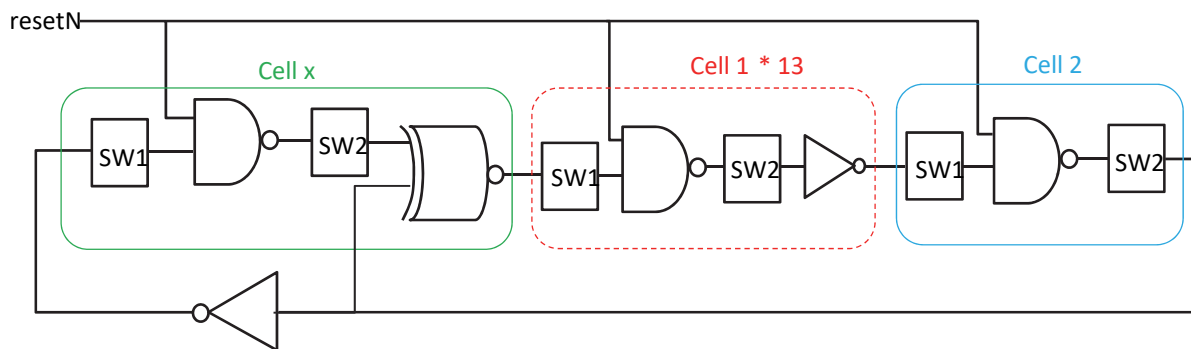 resetN
Cell x
Cell 1 * 13
Cell 2
SW1
SW2
SW1
SW2
SW1
SW2